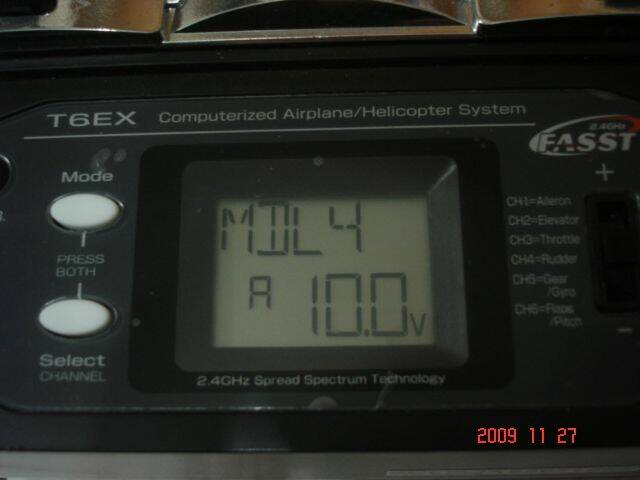 T6EX Computerized Airplane/Helicopter System
2.4GHz
FASST
Mode
PRESS
BOTH
Select
CHANNEL
MDL4
A 10.0V
+
CH1=Aileron
CH2=Elevator
CH3=Throttle
CH4=Rudder
CH5=Gear
/Gyro
CH6=Flaps
/Pitch
−
2.4GHz Spread Spectrum Technology
2009 11 27